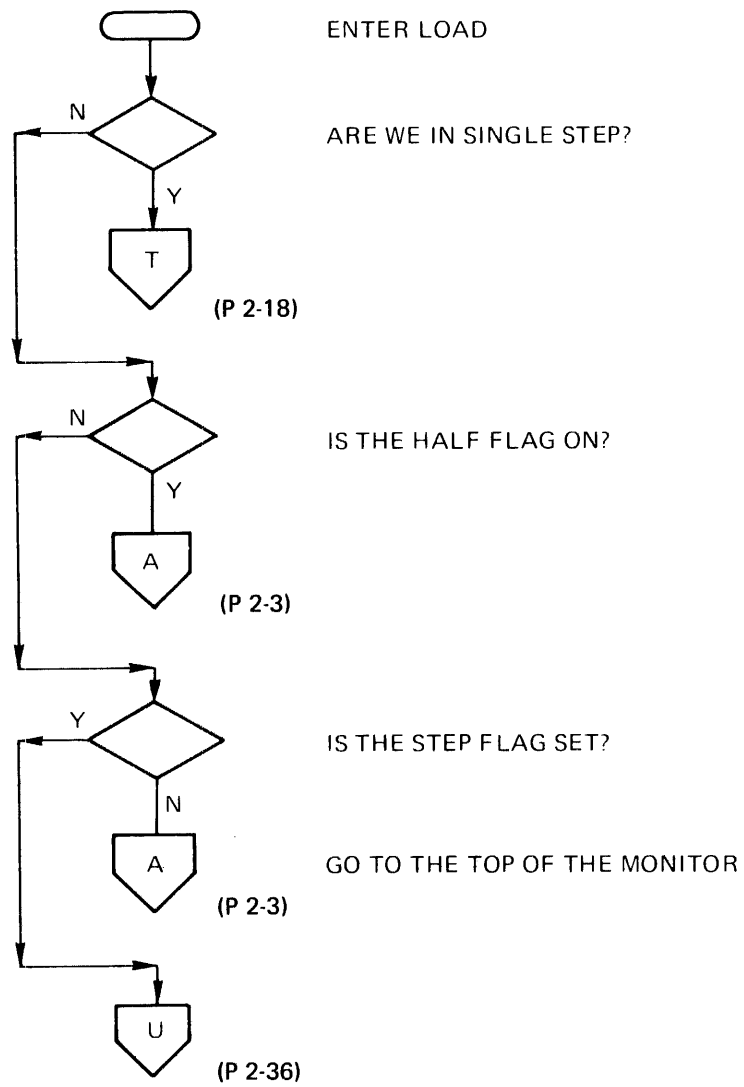 ENTER LOAD
N
ARE WE IN SINGLE STEP?
Y
T
(P 2-18)
N
IS THE HALF FLAG ON?
Y
A
(P 2-3)
Y
IS THE STEP FLAG SET?
N
A
GO TO THE TOP OF THE MONITOR
(P 2-3)
U
(P 2-36)